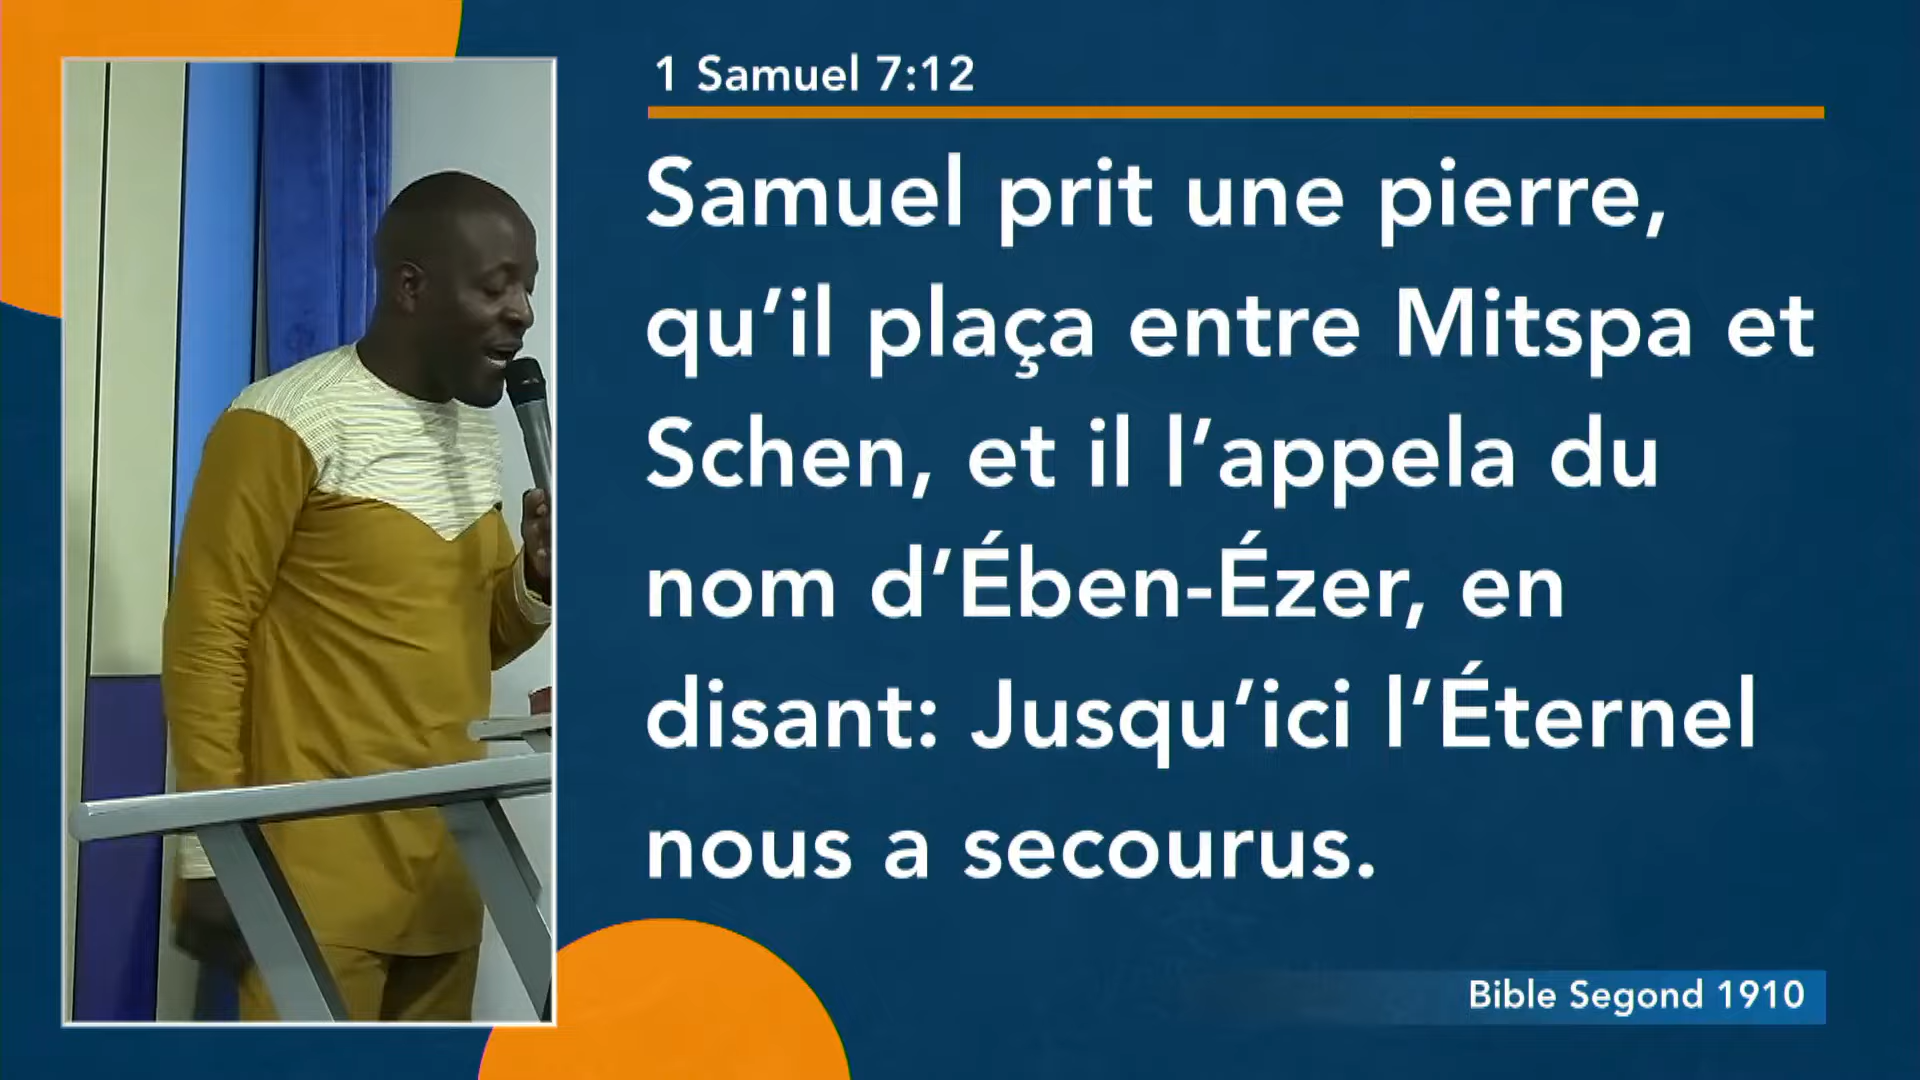 1 Samuel 7:12
Samuel prit une pierre,
qu’il plaça entre Mitspa et
Schen, et il l’appela du
nom d’Ében-Ézer, en
disant: Jusqu’ici l’Éternel
nous a secourus.
Bible Segond 1910